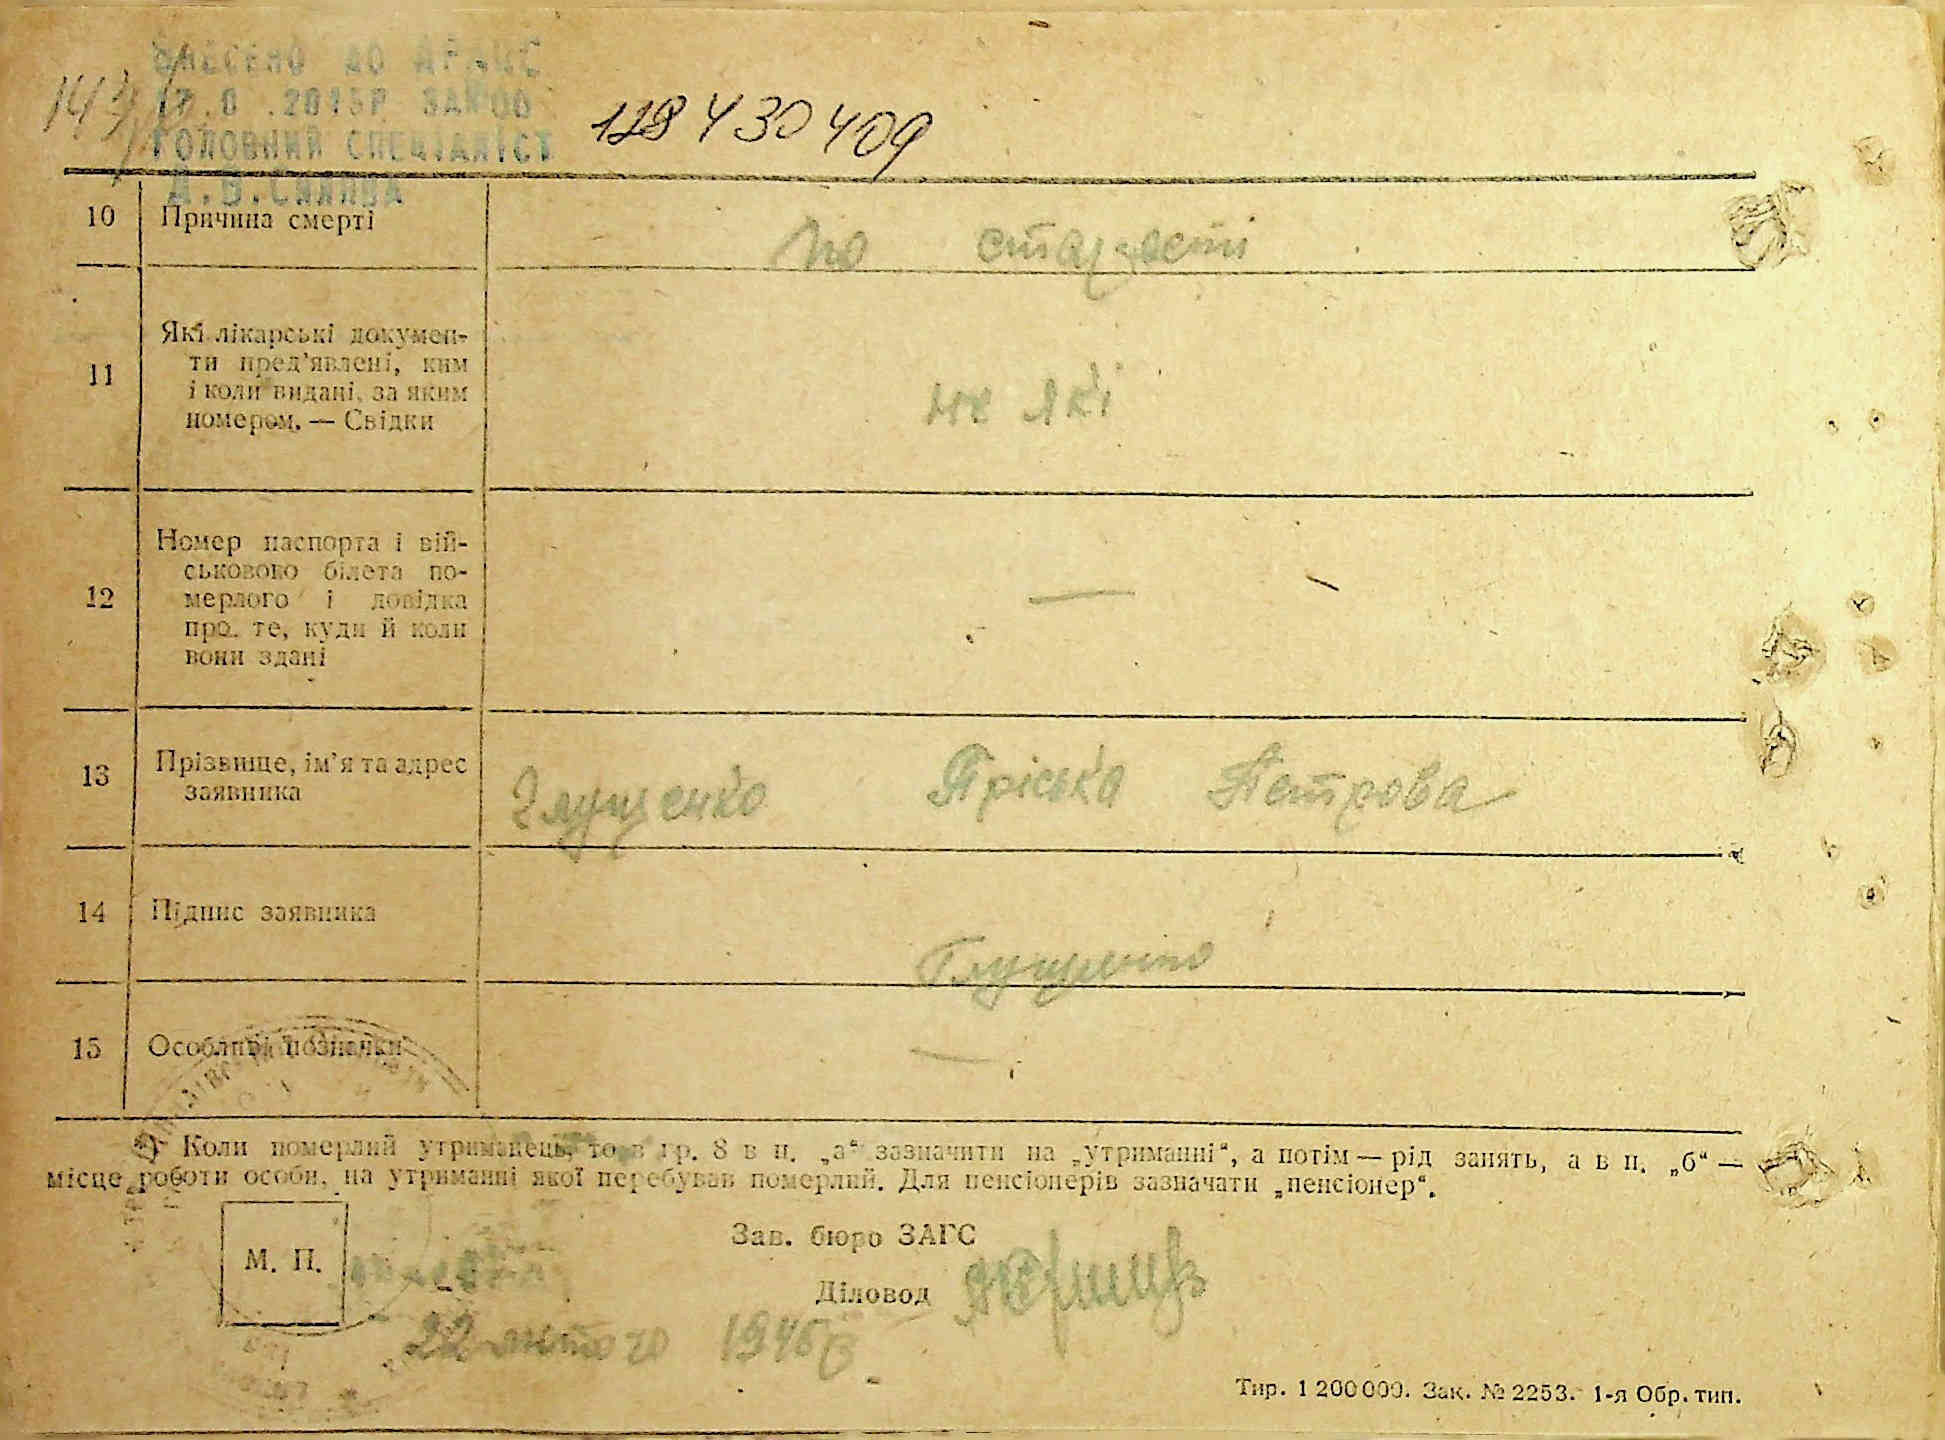 ВНЕСЕНО ДО ДРАЦС
.2015Р.
ГОЛОВНИЙ СПЕЦІАЛІСТ
128430409
10 Причина смерті
по старості
11 Які лікарські докумен-
ти пред'явлені, ким
і коли видані, за яким
номером. — Свідки
не які
12 Номер паспорта і вій-
ськового білета по-
мерлого і довідка
про те, куди й коли
вони здані
—
13 Прізвище, ім'я та адрес
заявника
Глущенко Пріська Петрова
14 Підпис заявника
Глущенко
15 Особливі позначки
—
*) Коли померлий утриманець, то в гр. 8 в п. „а“ зазначити на „утриманні“, а потім — рід занять, а в п. „б“ —
місце роботи особи, на утриманні якої перебував померлий. Для пенсіонерів зазначати „пенсіонер“.
М. П.
Зав. бюро ЗАГС
Діловод
22 лютого 1946
Тир. 1 200 000. Зак. № 2253. 1-я Обр. тип.